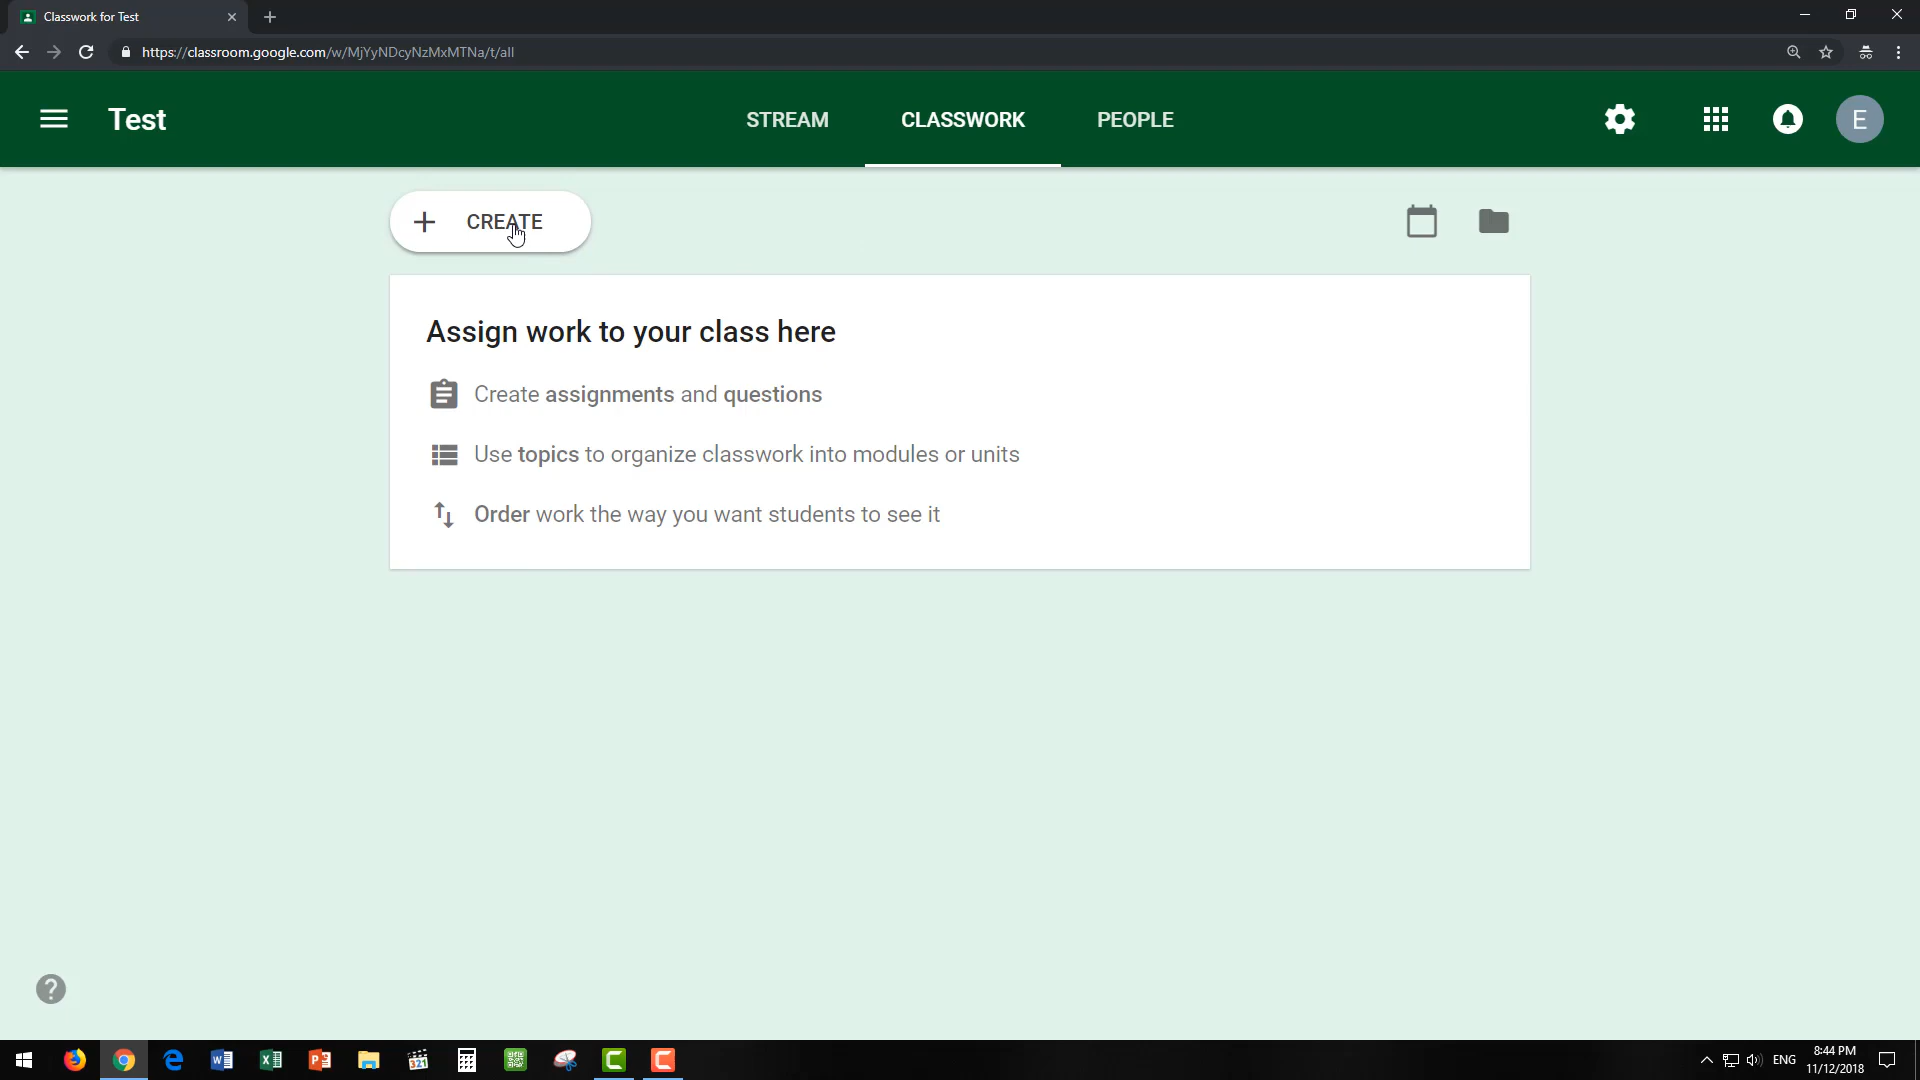 Classwork for Test
https://classroom.google.com/w/MjYyNDcyNzMxMTNa/t/all
Test
STREAM
CLASSWORK
PEOPLE
E
CREATE
Assign work to your class here
Create assignments and questions
Use topics to organize classwork into modules or units
Order work the way you want students to see it
?
321
ENG
8:44 PM
11/12/2018